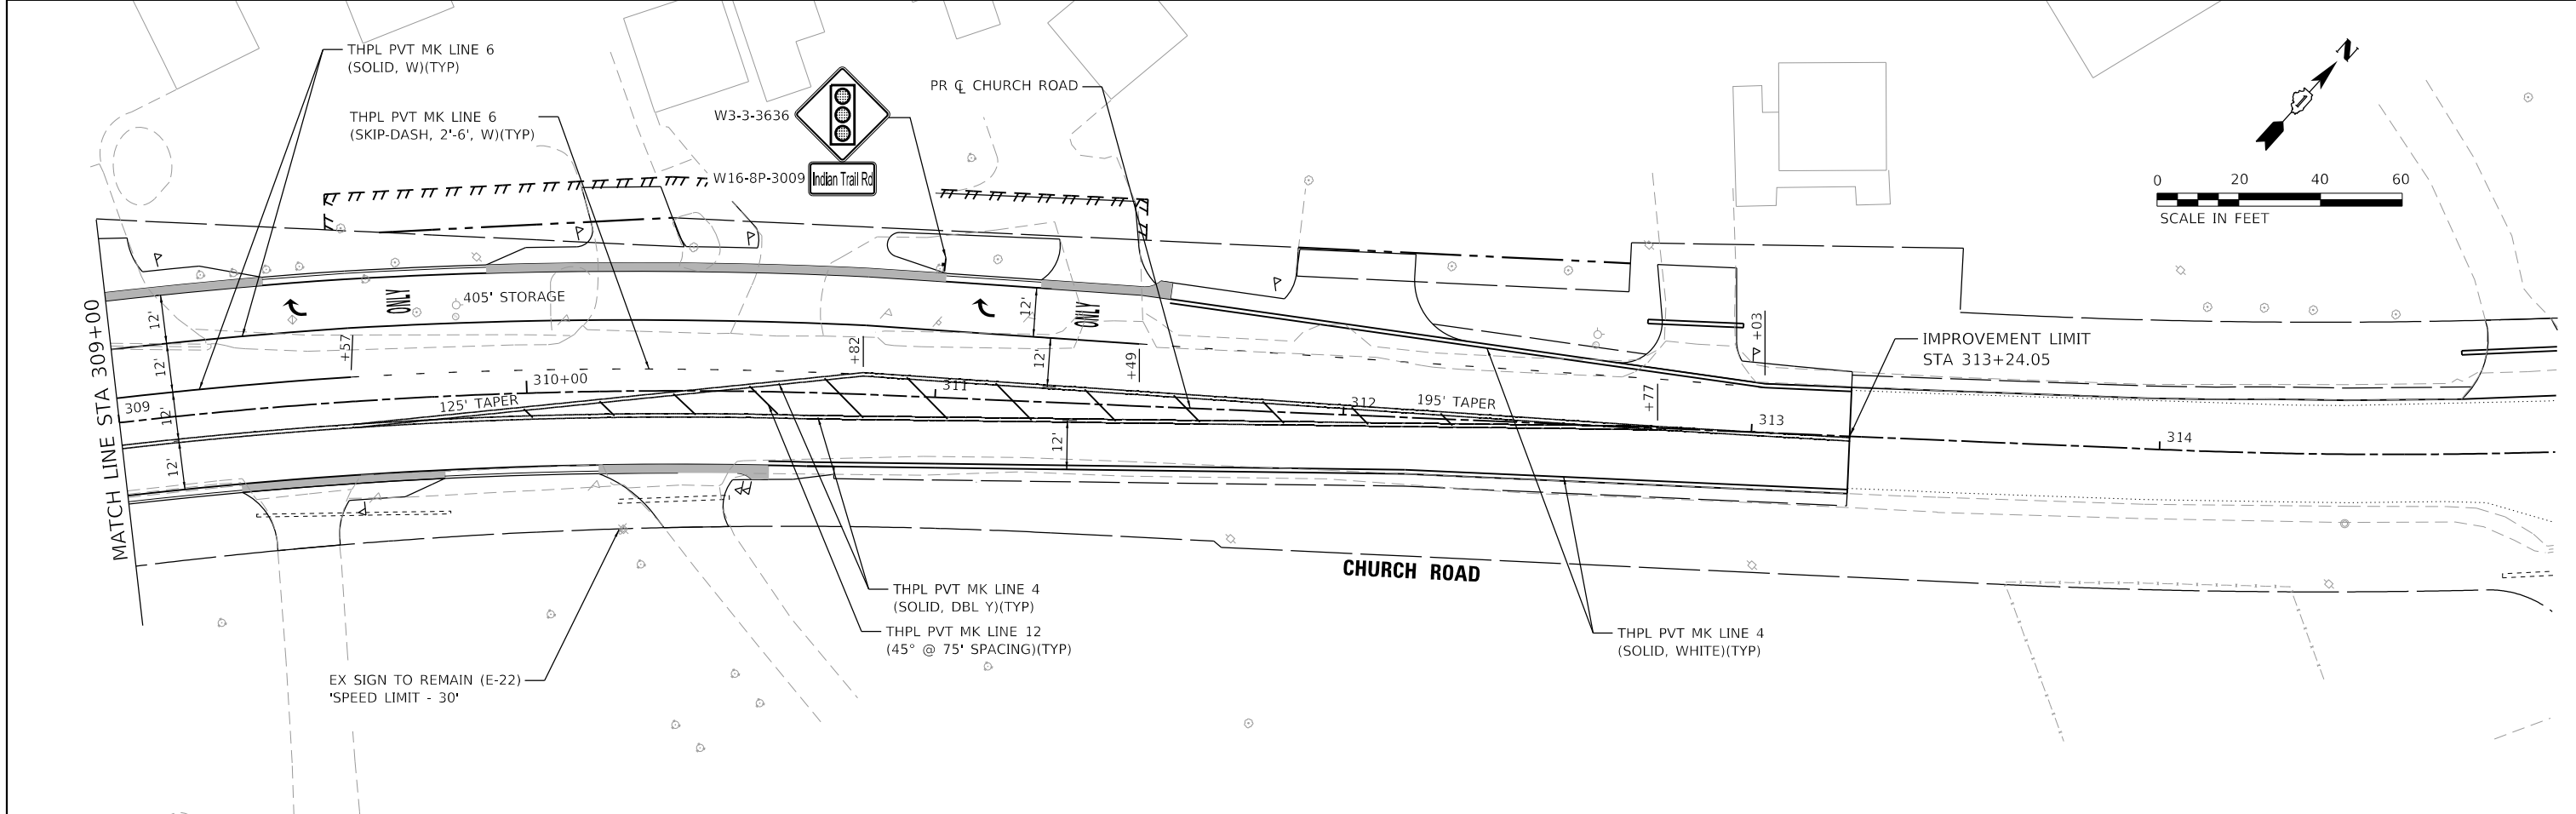 THPL PVT MK LINE 6
(SOLID, W)(TYP)
THPL PVT MK LINE 6
(SKIP-DASH, 2'-6', W)(TYP)
W3-3-3636
W16-8P-3009
Indian Trail Rd
PR ℄ CHURCH ROAD
N
0 20 40 60
SCALE IN FEET
MATCH LINE STA 309+00
12'
12'
12'
12'
ONLY
405' STORAGE
12'
ONLY
12'
12'
+57
+82
+49
+77
+03
309
310+00
311
312
313
314
125' TAPER
195' TAPER
IMPROVEMENT LIMIT
STA 313+24.05
CHURCH ROAD
THPL PVT MK LINE 4
(SOLID, DBL Y)(TYP)
THPL PVT MK LINE 12
(45° @ 75' SPACING)(TYP)
THPL PVT MK LINE 4
(SOLID, WHITE)(TYP)
EX SIGN TO REMAIN (E-22)
'SPEED LIMIT - 30'